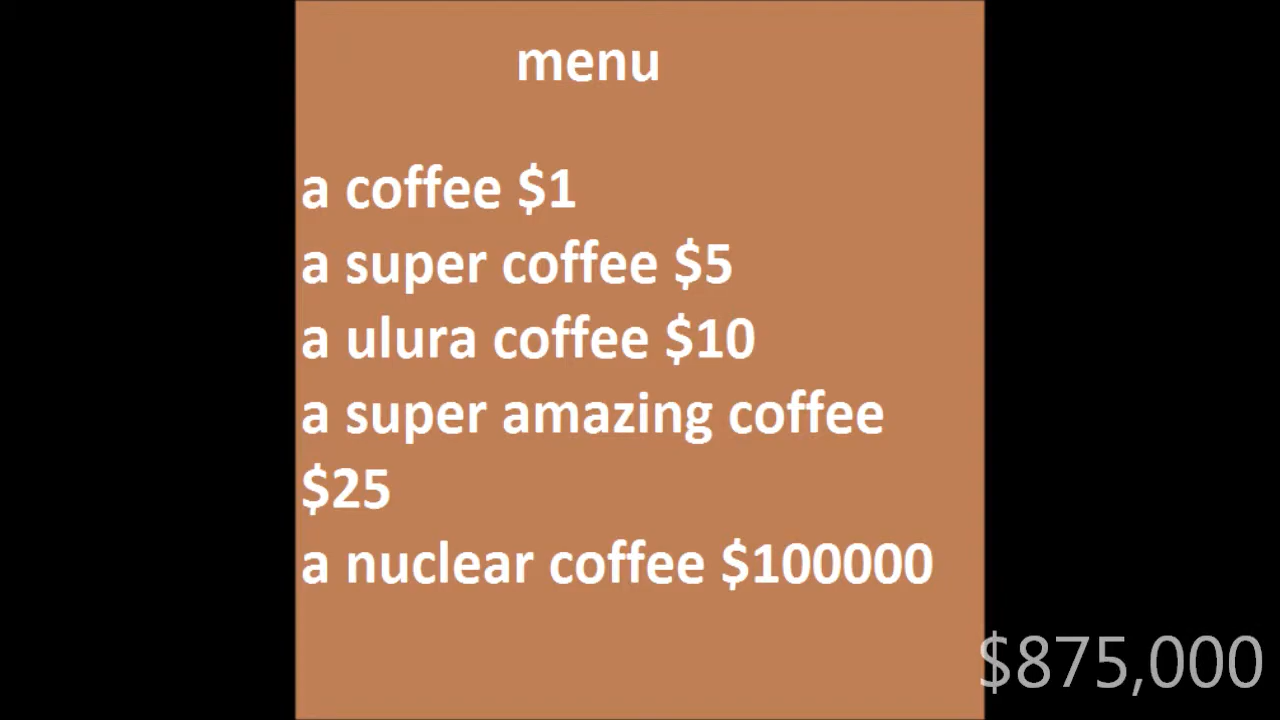 menu
a coffee $1
a super coffee $5
a ulura coffee $10
a super amazing coffee
$25
a nuclear coffee $100000
$875,000